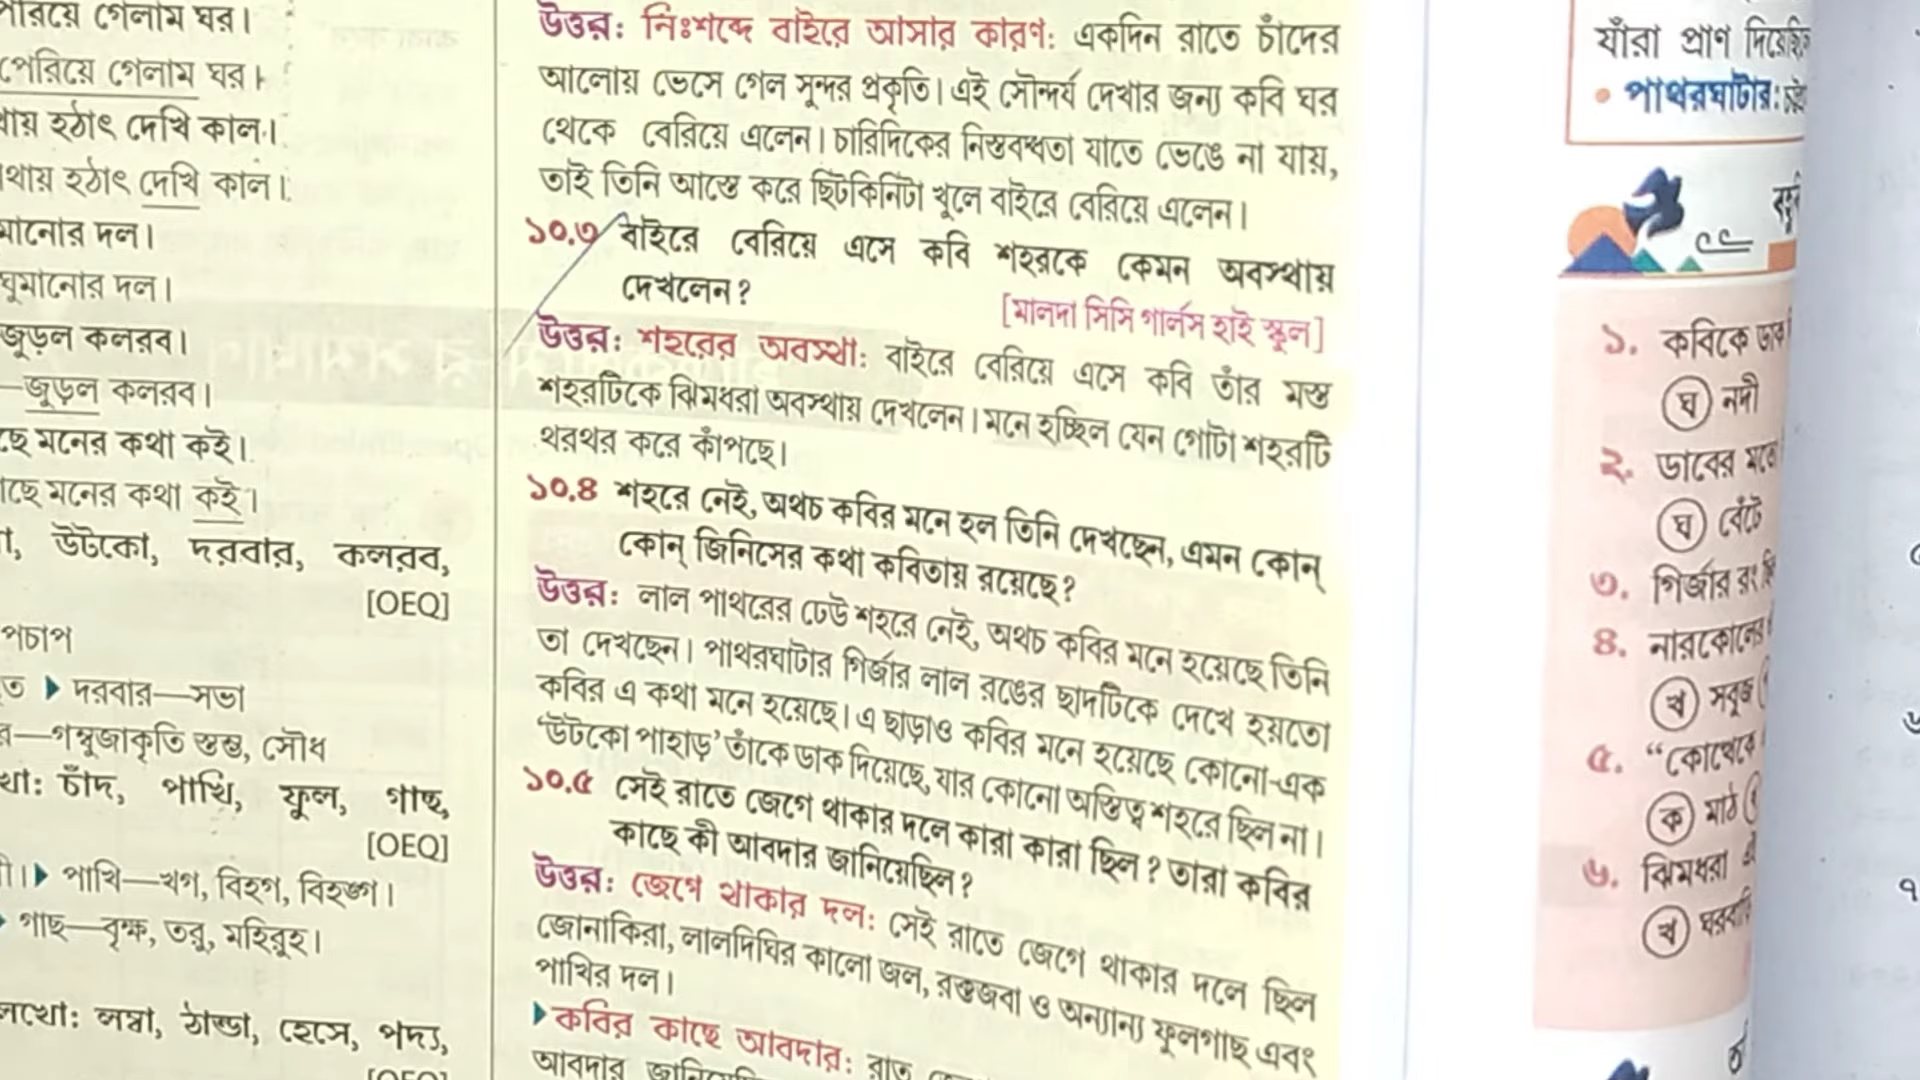 পেরিয়ে গেলাম ঘর।
হঠাৎ দেখি কাল।
হঠাৎ দেখি কাল।
দল।
ঘুমানোর দল।
জুড়ল কলরব।
—জুড়ল কলরব।
মনের কথা কই।
মনের কথা কই।
উটকো, দরবার, কলরব,
[OEQ]
▶ দরবার—সভা
—গম্বুজাকৃতি স্তম্ভ, সৌধ
চাঁদ, পাখি, ফুল, গাছ,
[OEQ]
▶ পাখি—খগ, বিহগ, বিহঙ্গ।
গাছ—বৃক্ষ, তরু, মহিরুহ।
লম্বা, ঠান্ডা, হেসে, পদ্য,
উত্তর: নিঃশব্দে বাইরে আসার কারণ: একদিন রাতে চাঁদের
আলোয় ভেসে গেল সুন্দর প্রকৃতি। এই সৌন্দর্য দেখার জন্য কবি ঘর
থেকে বেরিয়ে এলেন। চারিদিকের নিস্তবব্ধতা যাতে ভেঙে না যায়,
তাই তিনি আস্তে করে ছিটকিনিটা খুলে বাইরে বেরিয়ে এলেন।
১০.৩ বাইরে বেরিয়ে এসে কবি শহরকে কেমন অবস্থায়
দেখলেন?
[মালদা সিসি গার্লস হাই স্কুল]
উত্তর: শহরের অবস্থা: বাইরে বেরিয়ে এসে কবি তাঁর মস্ত
শহরটিকে ঝিমধরা অবস্থায় দেখলেন। মনে হচ্ছিল যেন গোটা শহরটি
থরথর করে কাঁপছে।
১০.৪ শহরে নেই, অথচ কবির মনে হল তিনি দেখছেন, এমন কোন্
কোন্ জিনিসের কথা কবিতায় রয়েছে?
উত্তর: লাল পাথরের ঢেউ শহরে নেই, অথচ কবির মনে হয়েছে তিনি
তা দেখছেন। পাথরঘাটার গির্জার লাল রঙের ছাদটিকে দেখে হয়তো
কবির এ কথা মনে হয়েছে। এ ছাড়াও কবির মনে হয়েছে কোনো-এক
‘উটকো পাহাড়’ তাঁকে ডাক দিয়েছে, যার কোনো অস্তিত্ব শহরে ছিল না।
১০.৫ সেই রাতে জেগে থাকার দলে কারা কারা ছিল? তারা কবির
কাছে কী আবদার জানিয়েছিল?
উত্তর: জেগে থাকার দল: সেই রাতে জেগে থাকার দলে ছিল
জোনাকিরা, লালদিঘির কালো জল, রক্তজবা ও অন্যান্য ফুলগাছ এবং
পাখির দল।
▶ কবির কাছে আবদার: রাত
আবদার
যাঁরা প্রাণ
• পাথরঘাটার:
১. কবিকে
ঘ নদী
২. ডাবের মতো
ঘ বেঁটে
৩. গির্জার রং
৪. নারকোলের
খ সবুজ
৫. “কোত্থেকে
ক মাঠ
৬. ঝিমধরা
খ